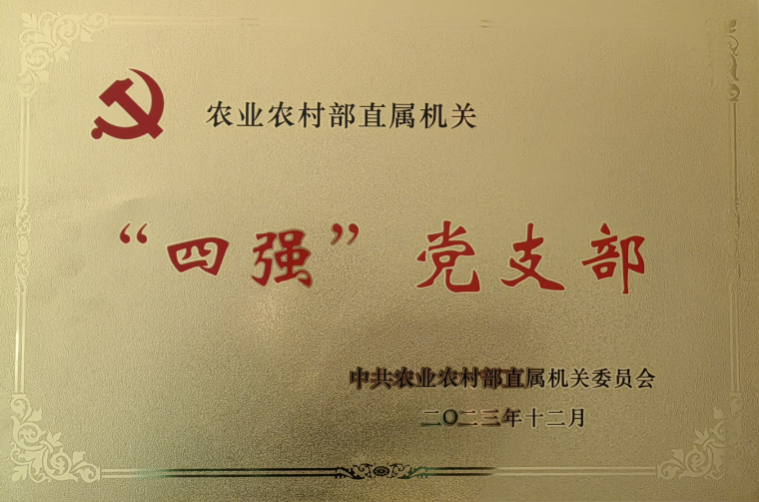 农业农村部直属机关
“四强”党支部
中共农业农村部直属机关委员会
二〇二三年十二月